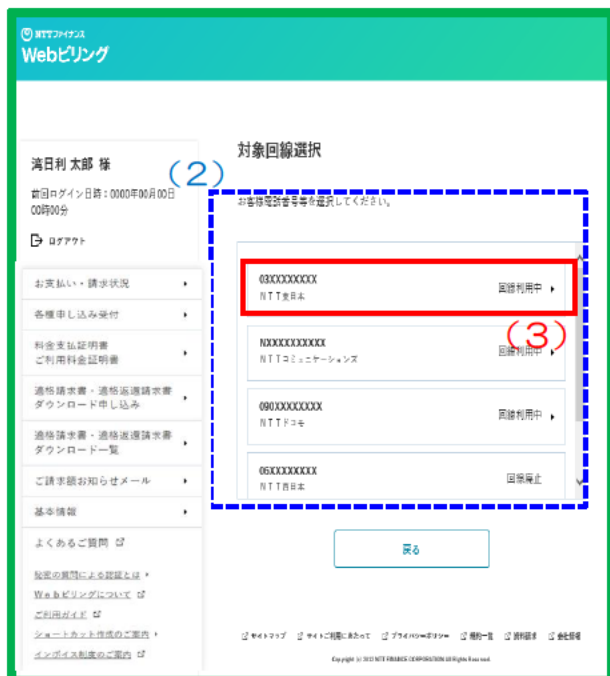 NTTファイナンス
Webビリング
対象回線選択
鴻日利 太郎 様
(2)
前回ログイン日時：0000年00月00日
00時00分
お客様電話番号等を選択してください。
ログアウト
03XXXXXXXX
NTT東日本
回線利用中
(3)
お支払い・請求状況
各種申し込み受付
NXXXXXXXXXX
NTTコミュニケーションズ
回線利用中
料金支払証明書
ご利用料金証明書
適格請求書・適格返還請求書
ダウンロード申し込み
090XXXXXXXX
NTTドコモ
回線利用中
適格請求書・適格返還請求書
ダウンロード一覧
06XXXXXXXX
NTT西日本
回線廃止
ご請求額お知らせメール
基本情報
よくあるご質問
戻る
秘密の質問による認証とは
Webビリングについて
ご利用ガイド
ショートカット作成のご案内
インボイス制度のご案内
サイトマップ サイトご利用にあたって プライバシーポリシー 規約一覧 資料請求 会社情報
Copyright (c) 2012 NTT FINANCE CORPORATION All Rights Reserved.